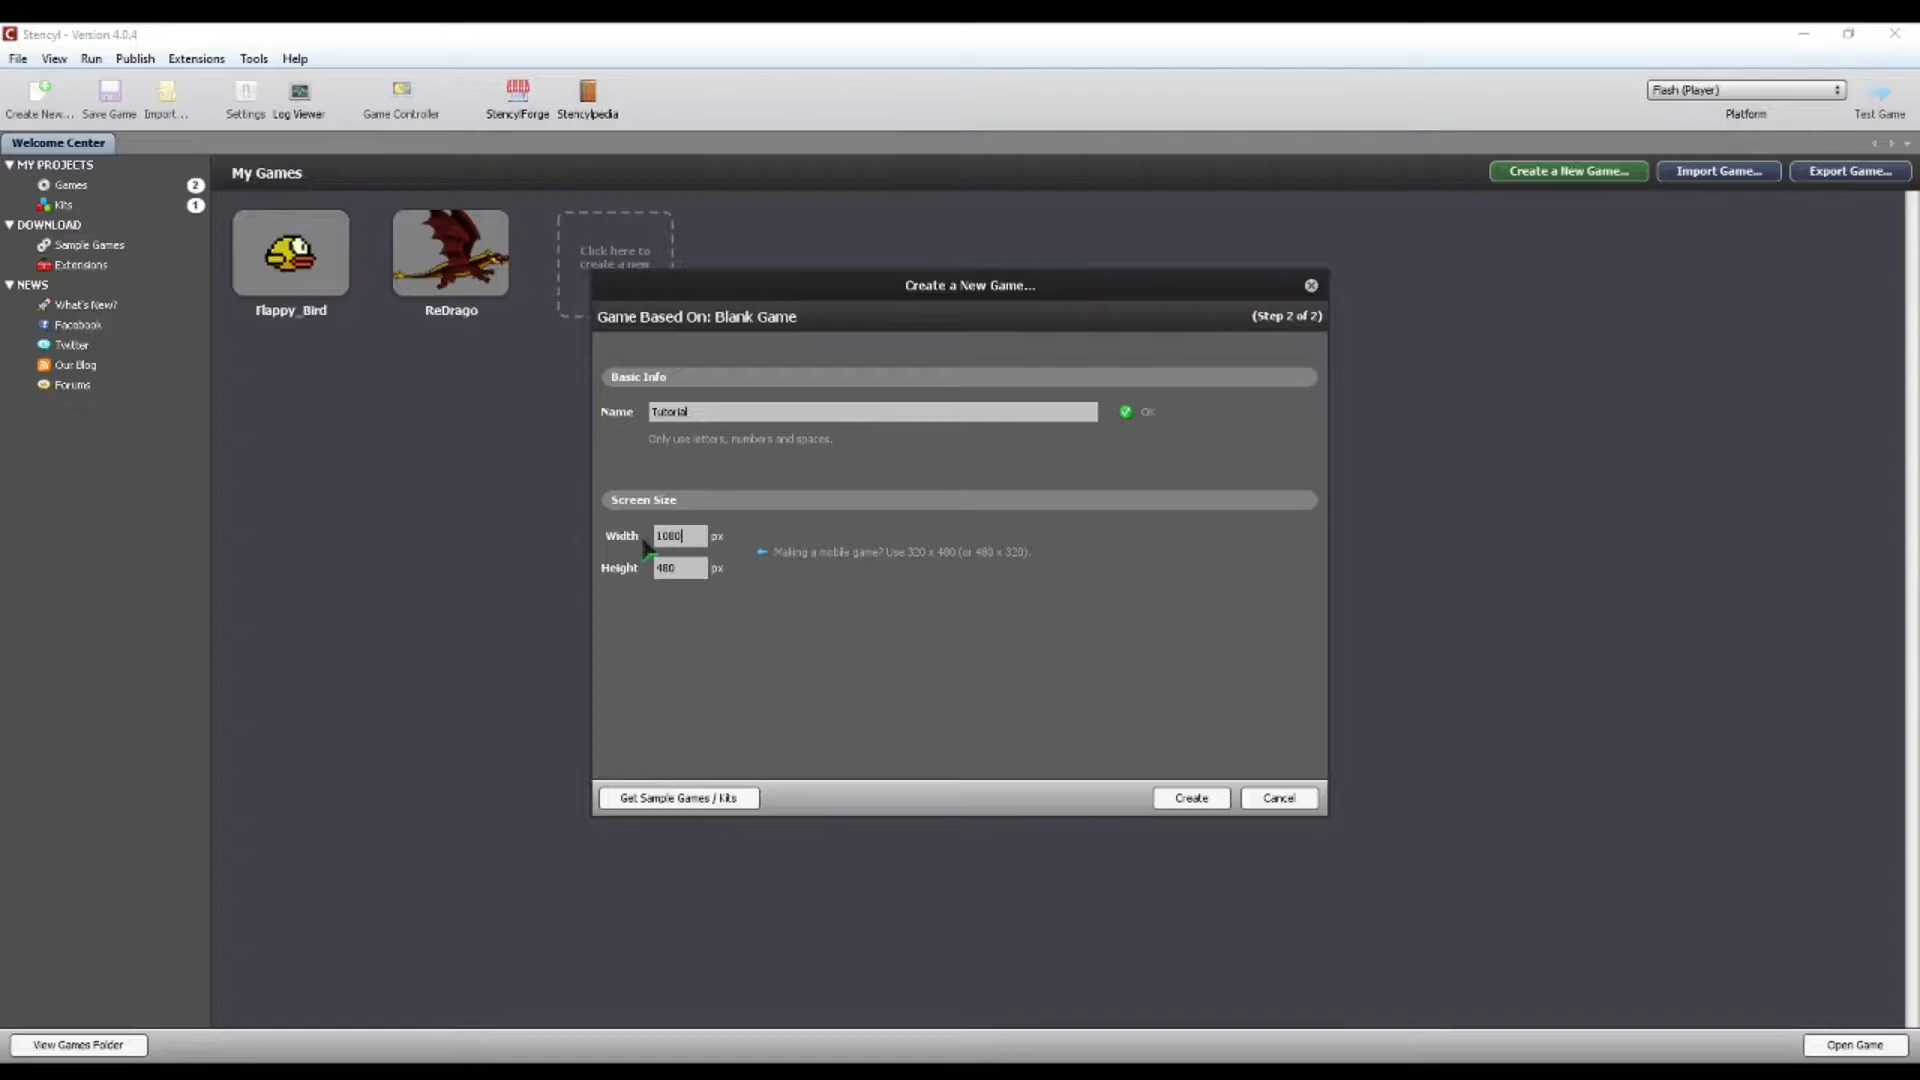 Stencyl - Version 4.0.4
File View Run Publish Extensions Tools Help
Create New... Save Game Import... Settings Log Viewer Game Controller StencylForge Stencylpedia
Flash (Player)
Platform
Test Game
Welcome Center
MY PROJECTS
Games 2
Kits 1
DOWNLOAD
Sample Games
Extensions
NEWS
What's New?
Facebook
Twitter
Our Blog
Forums
My Games
Create a New Game... Import Game... Export Game...
Click here to
create a new
Flappy_Bird
ReDrago
Create a New Game...
Game Based On: Blank Game (Step 2 of 2)
Basic Info
Name Tutorial OK
Only use letters, numbers and spaces.
Screen Size
Width 1080 px
Making a mobile game? Use 320 x 480 (or 480 x 320).
Height 480 px
Get Sample Games / Kits Create Cancel
View Games Folder Open Game